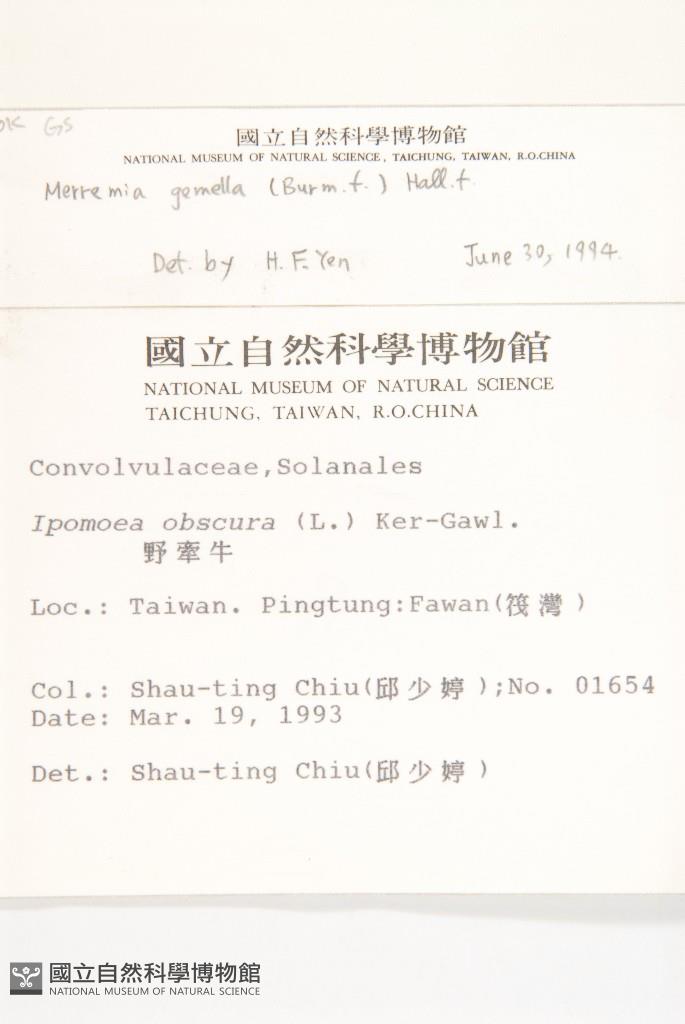 OK GS
國立自然科學博物館
NATIONAL MUSEUM OF NATURAL SCIENCE, TAICHUNG, TAIWAN, R.O.CHINA
Merremia gemella (Burm.f.) Hall.f.
Det. by H.F.Yen June 30, 1994.
國立自然科學博物館
NATIONAL MUSEUM OF NATURAL SCIENCE
TAICHUNG, TAIWAN, R.O.CHINA
Convolvulaceae,Solanales
Ipomoea obscura (L.) Ker-Gawl.
野牽牛
Loc.: Taiwan. Pingtung:Fawan(筏灣)
Col.: Shau-ting Chiu(邱少婷);No. 01654
Date: Mar. 19, 1993
Det.: Shau-ting Chiu(邱少婷)
國立自然科學博物館
NATIONAL MUSEUM OF NATURAL SCIENCE